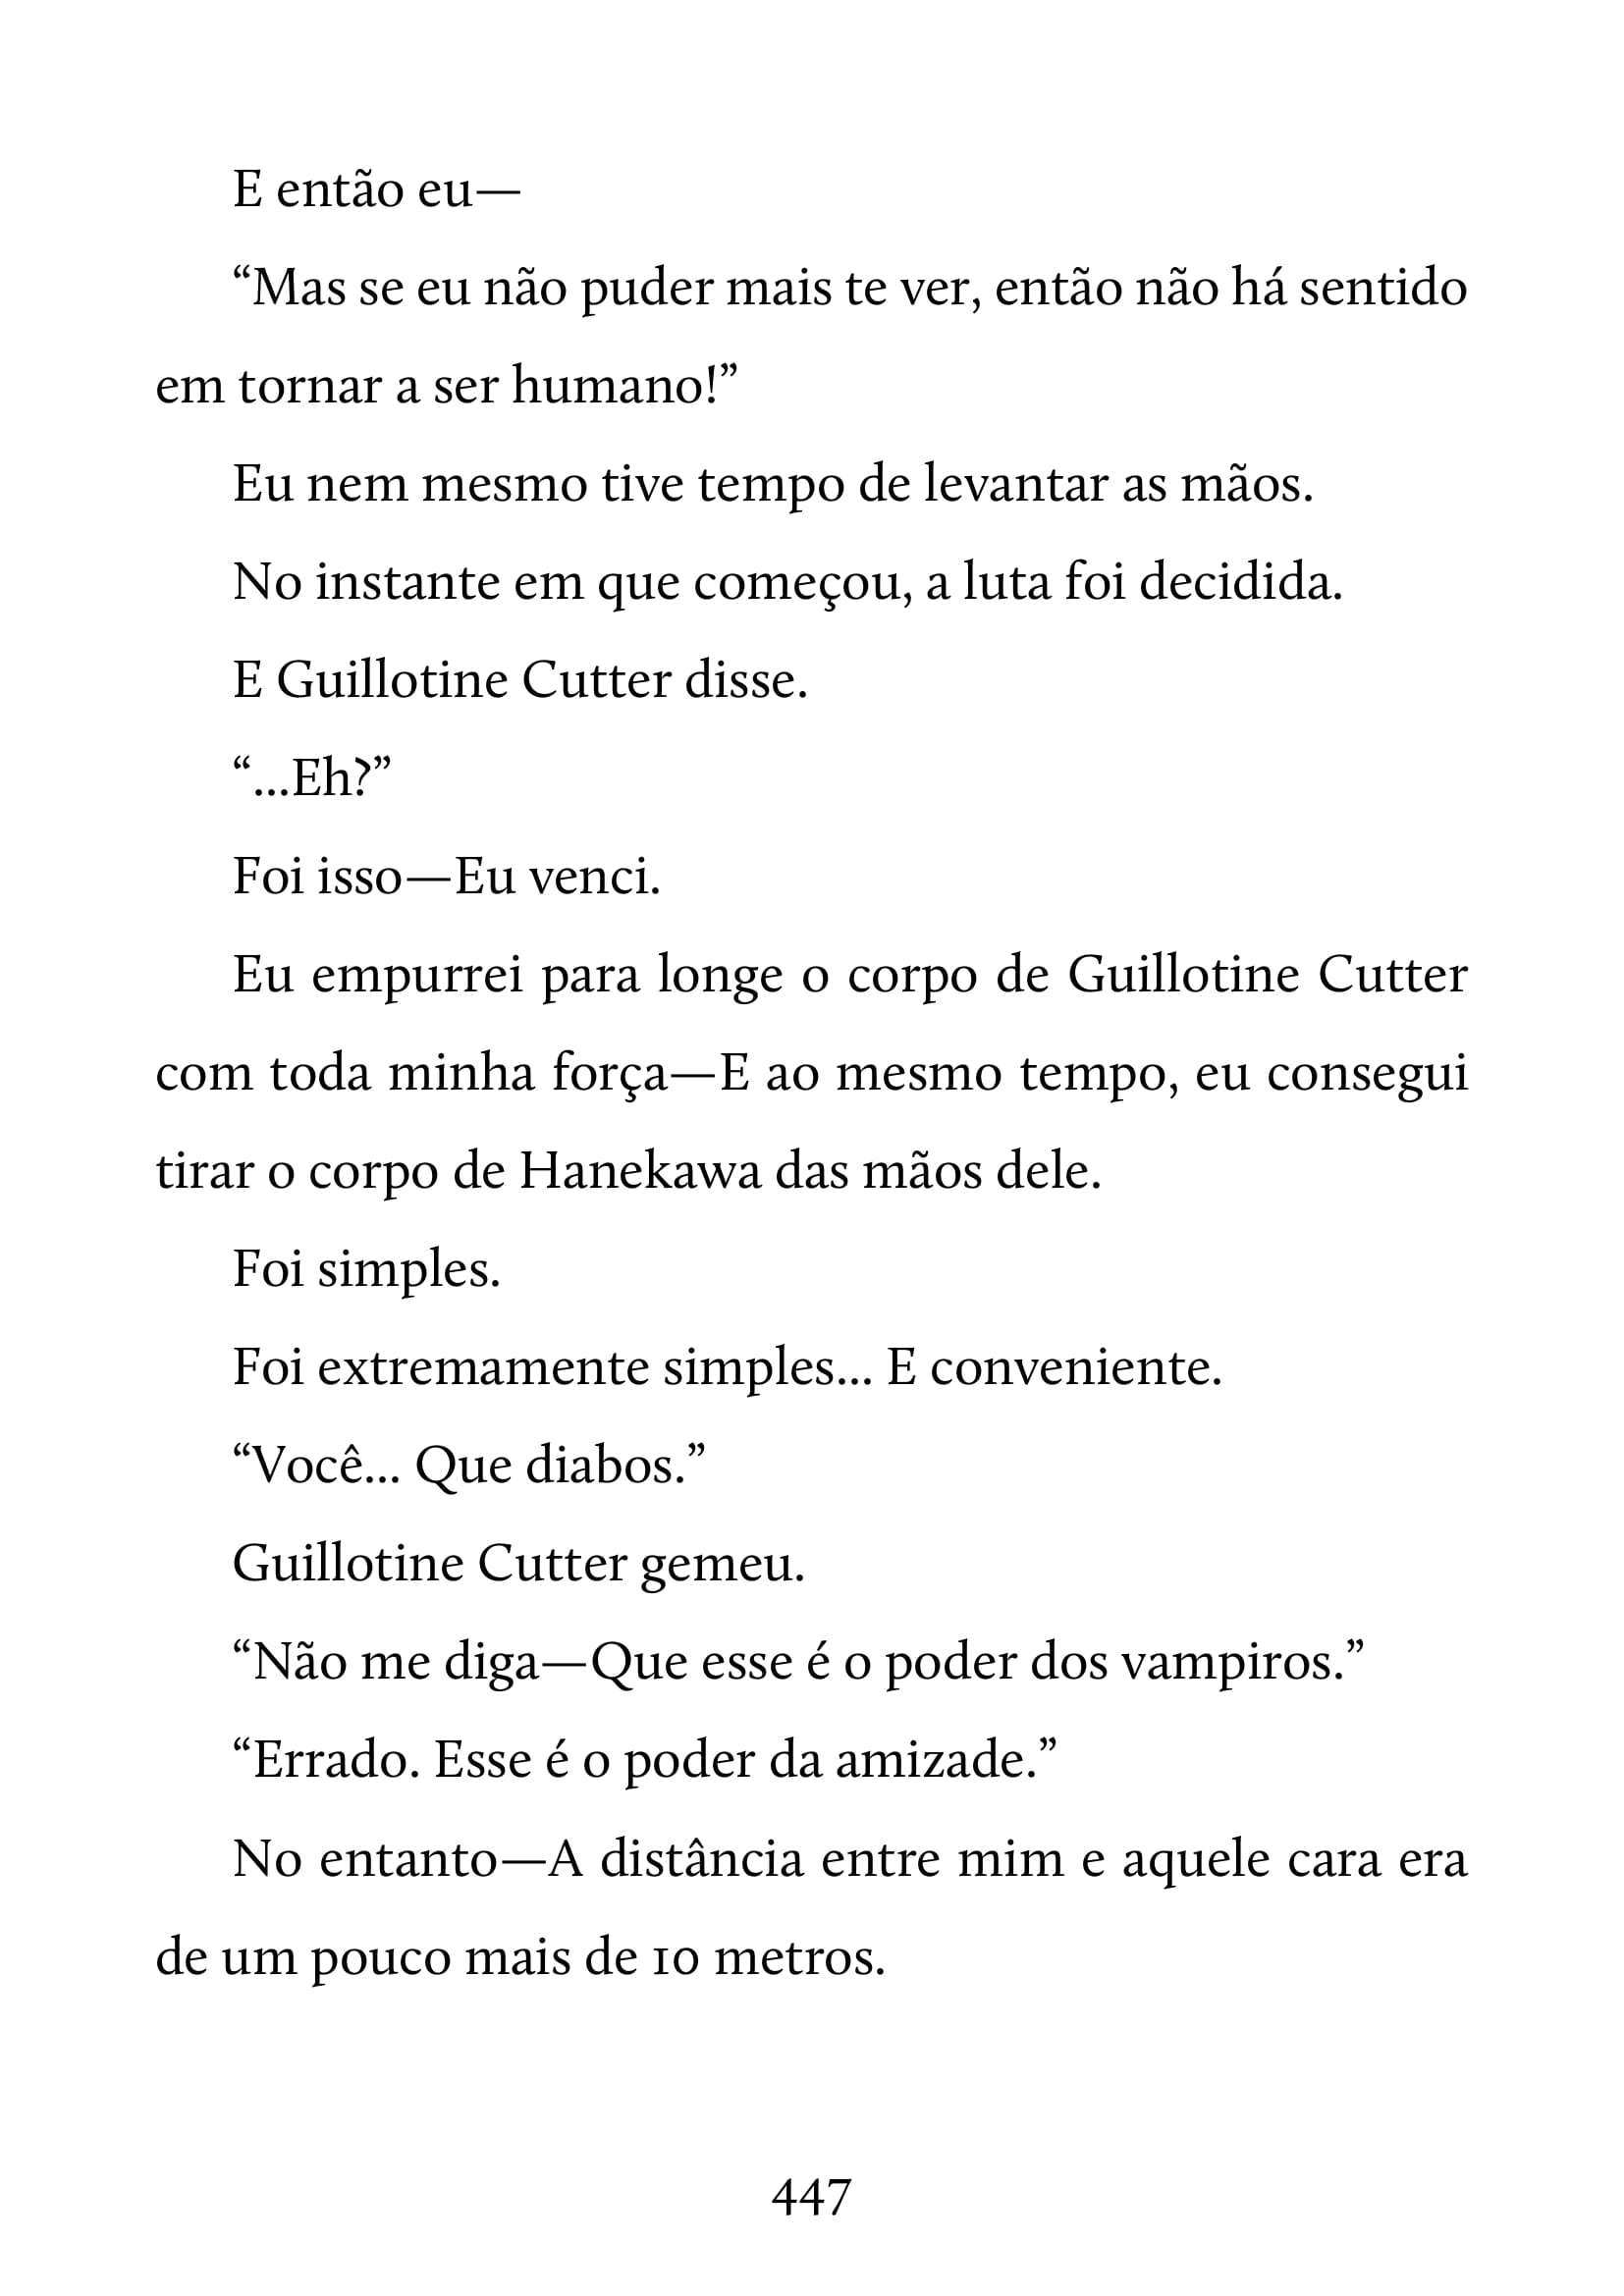 E então eu—
“Mas se eu não puder mais te ver, então não há sentido
em tornar a ser humano!”
Eu nem mesmo tive tempo de levantar as mãos.
No instante em que começou, a luta foi decidida.
E Guillotine Cutter disse.
“...Eh?”
Foi isso—Eu venci.
Eu empurrei para longe o corpo de Guillotine Cutter
com toda minha força—E ao mesmo tempo, eu consegui
tirar o corpo de Hanekawa das mãos dele.
Foi simples.
Foi extremamente simples... E conveniente.
“Você... Que diabos.”
Guillotine Cutter gemeu.
“Não me diga—Que esse é o poder dos vampiros.”
“Errado. Esse é o poder da amizade.”
No entanto—A distância entre mim e aquele cara era
de um pouco mais de 10 metros.
447